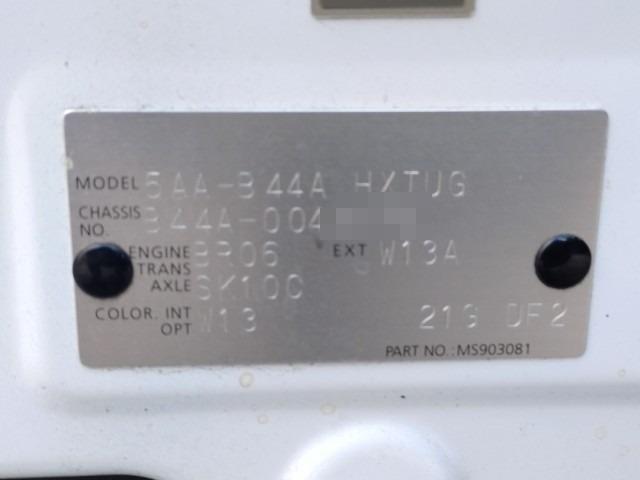 MODEL 5AA-B44A HXTUG
CHASSIS NO. B44A-004
ENGINE BR06 EXT W13A
TRANS AXLE SK10C
COLOR. INT W13 21G DF2
OPT
PART NO.:MS903081